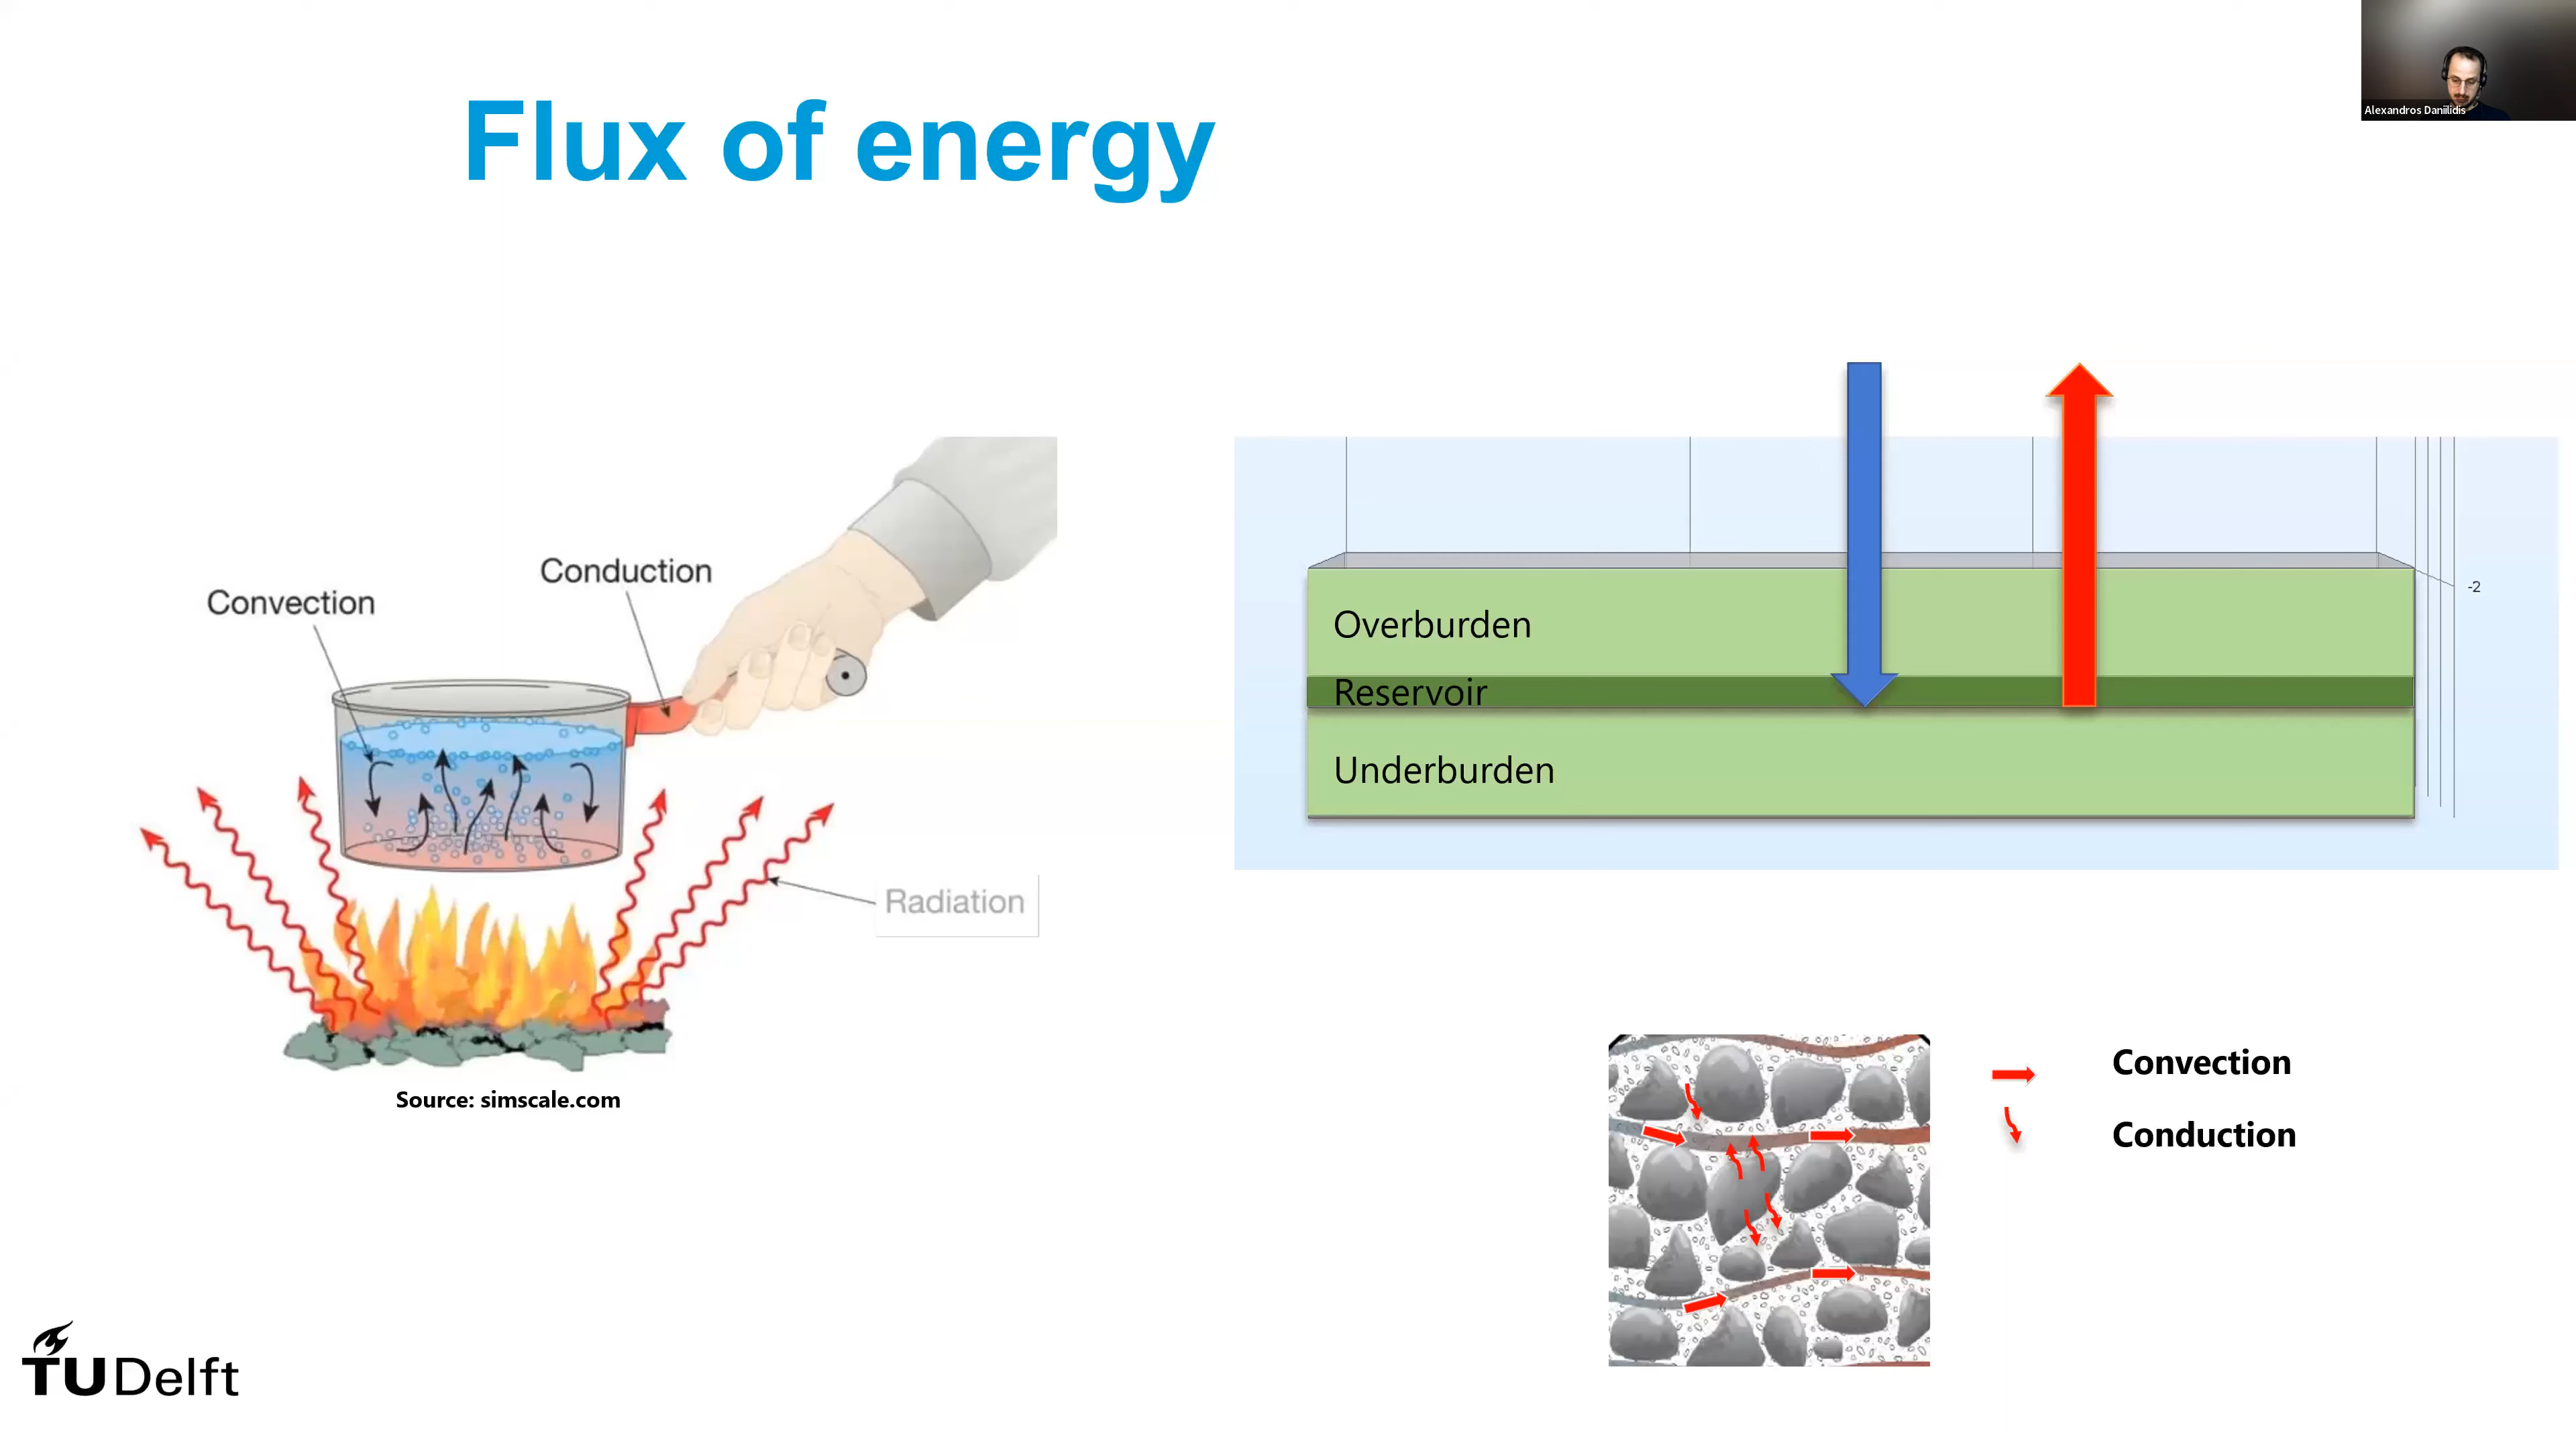 Flux of energy
Alexandros Daniilidis
Convection
Conduction
Radiation
Source: simscale.com
Overburden
Reservoir
Underburden
-2
Convection
Conduction
TUDelft